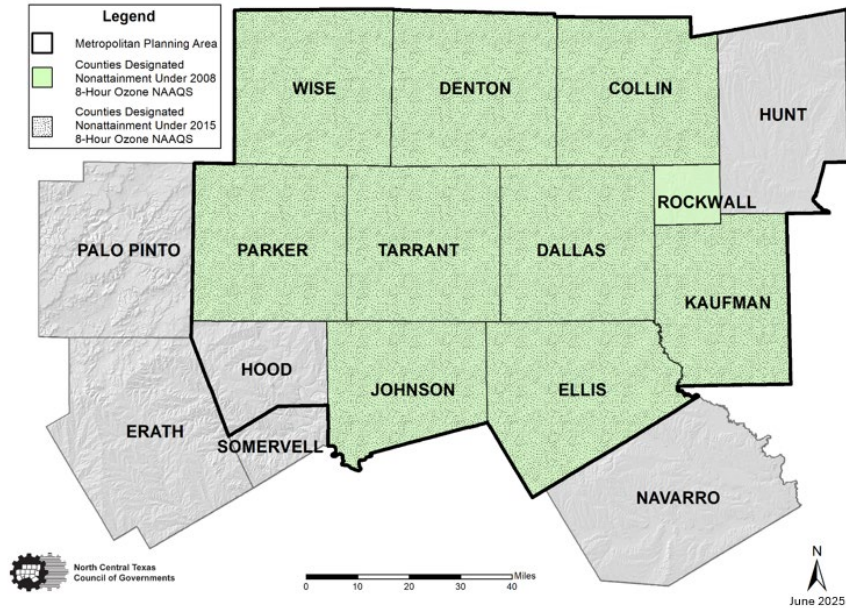 Legend
Metropolitan Planning Area
Counties Designated
Nonattainment Under 2008
8-Hour Ozone NAAQS
Counties Designated
Nonattainment Under 2015
8-Hour Ozone NAAQS
WISE
DENTON
COLLIN
HUNT
ROCKWALL
PALO PINTO
PARKER
TARRANT
DALLAS
KAUFMAN
HOOD
JOHNSON
ELLIS
ERATH
SOMERVELL
NAVARRO
North Central Texas
Council of Governments
0 10 20 30 40 Miles
N
June 2025